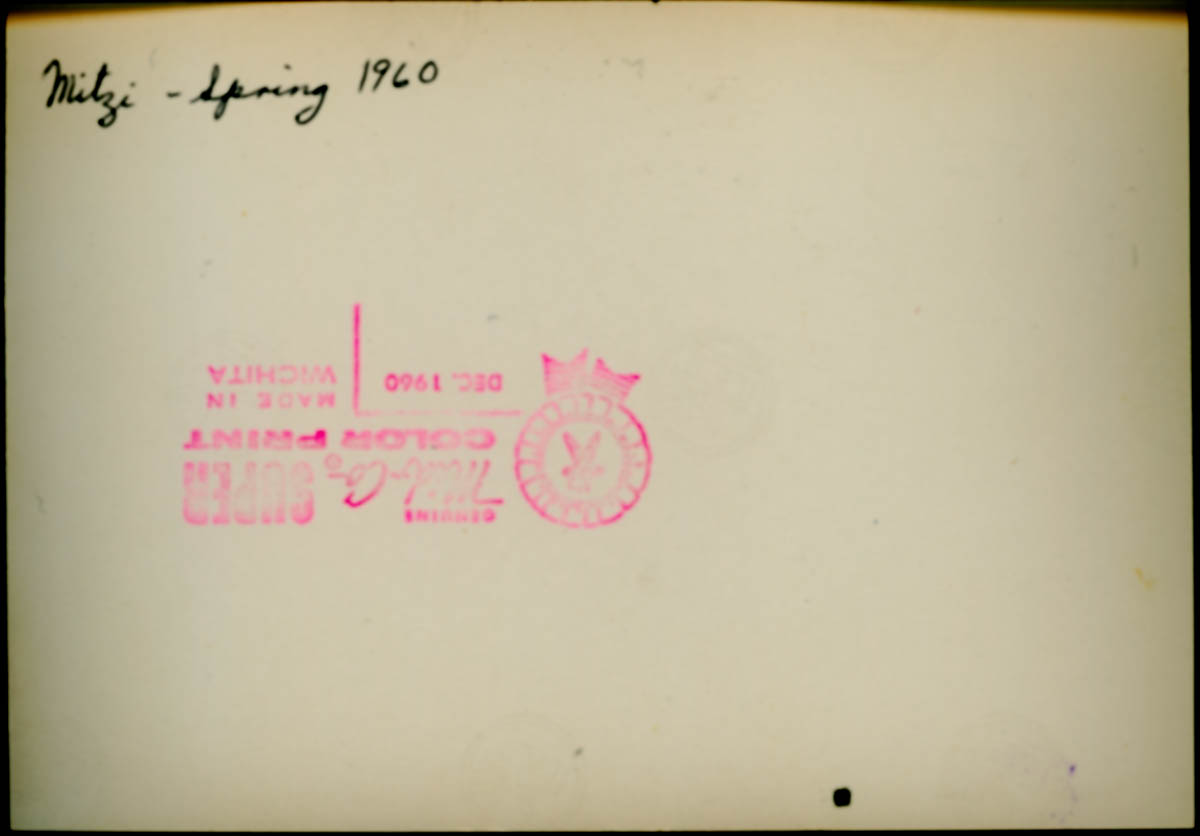 Mitzi - Spring 1960
GENUINE
SUPER
COLOR PRINT
MADE IN
WICHITA
DEC. 1960